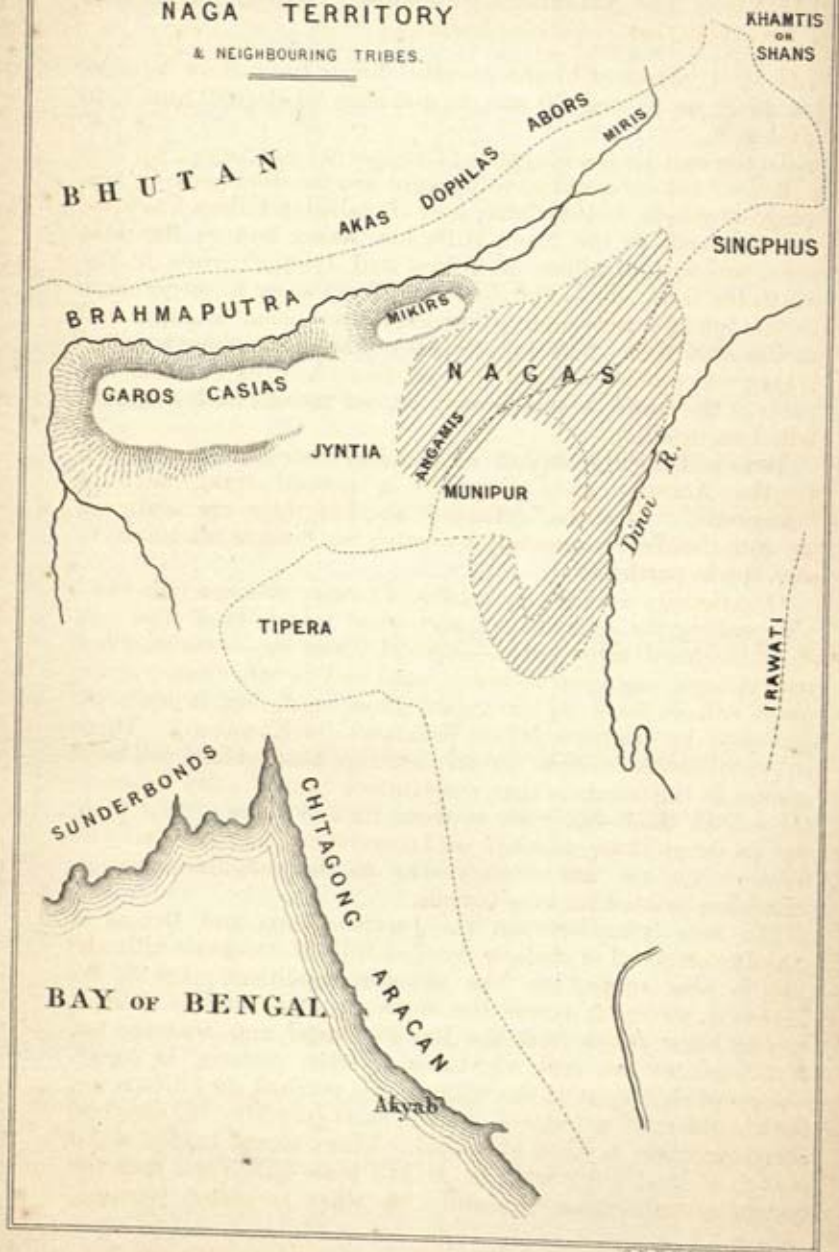 NAGA TERRITORY
& NEIGHBOURING TRIBES.
KHAMTIS
OR
SHANS
BHUTAN
AKAS DOPHLAS ABORS
MIRIS
SINGPHUS
BRAHMAPUTRA
MIKIRS
NAGAS
GAROS CASIAS
JYNTIA
ANGAMIS
MUNIPUR
Dinoi R.
TIPERA
IRAWATI
SUNDERBONDS
CHITAGONG
ARACAN
BAY OF BENGAL
Akyab